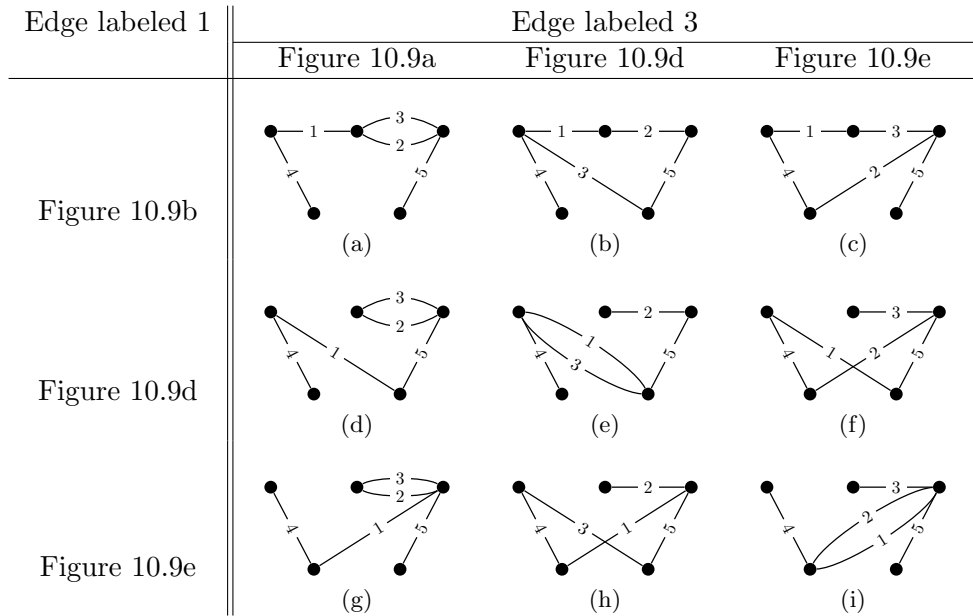 Edge labeled 1 Edge labeled 3
Figure 10.9a Figure 10.9d Figure 10.9e
Figure 10.9b
1 3 2 4 5
(a)
1 2 3 4 5
(b)
1 3 2 4 5
(c)
Figure 10.9d
3 2 1 4 5
(d)
2 1 3 4 5
(e)
3 1 2 4 5
(f)
Figure 10.9e
3 2 4 1 5
(g)
2 4 3 1 5
(h)
3 2 4 1 5
(i)